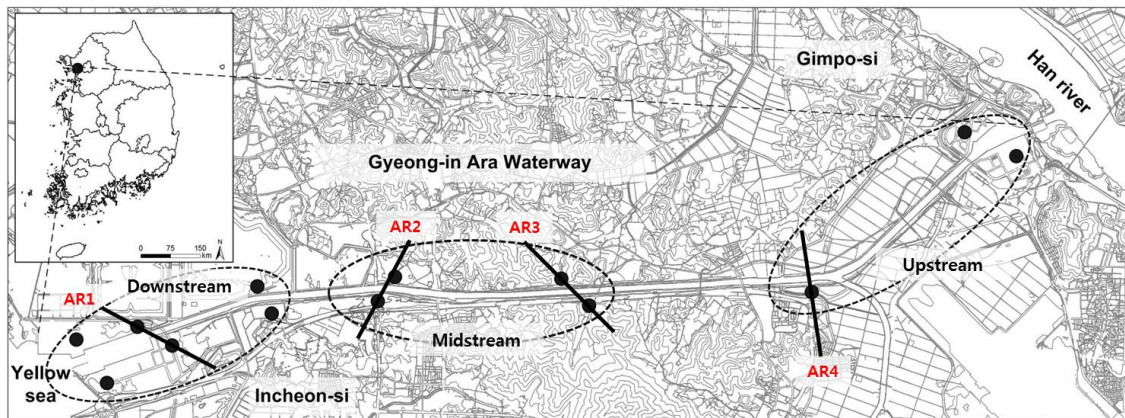 Gimpo-si
Han river
Gyeong-in Ara Waterway
AR2
AR3
AR1
Downstream
Upstream
Midstream
Yellow
sea
Incheon-si
AR4
N
0 75 150
km